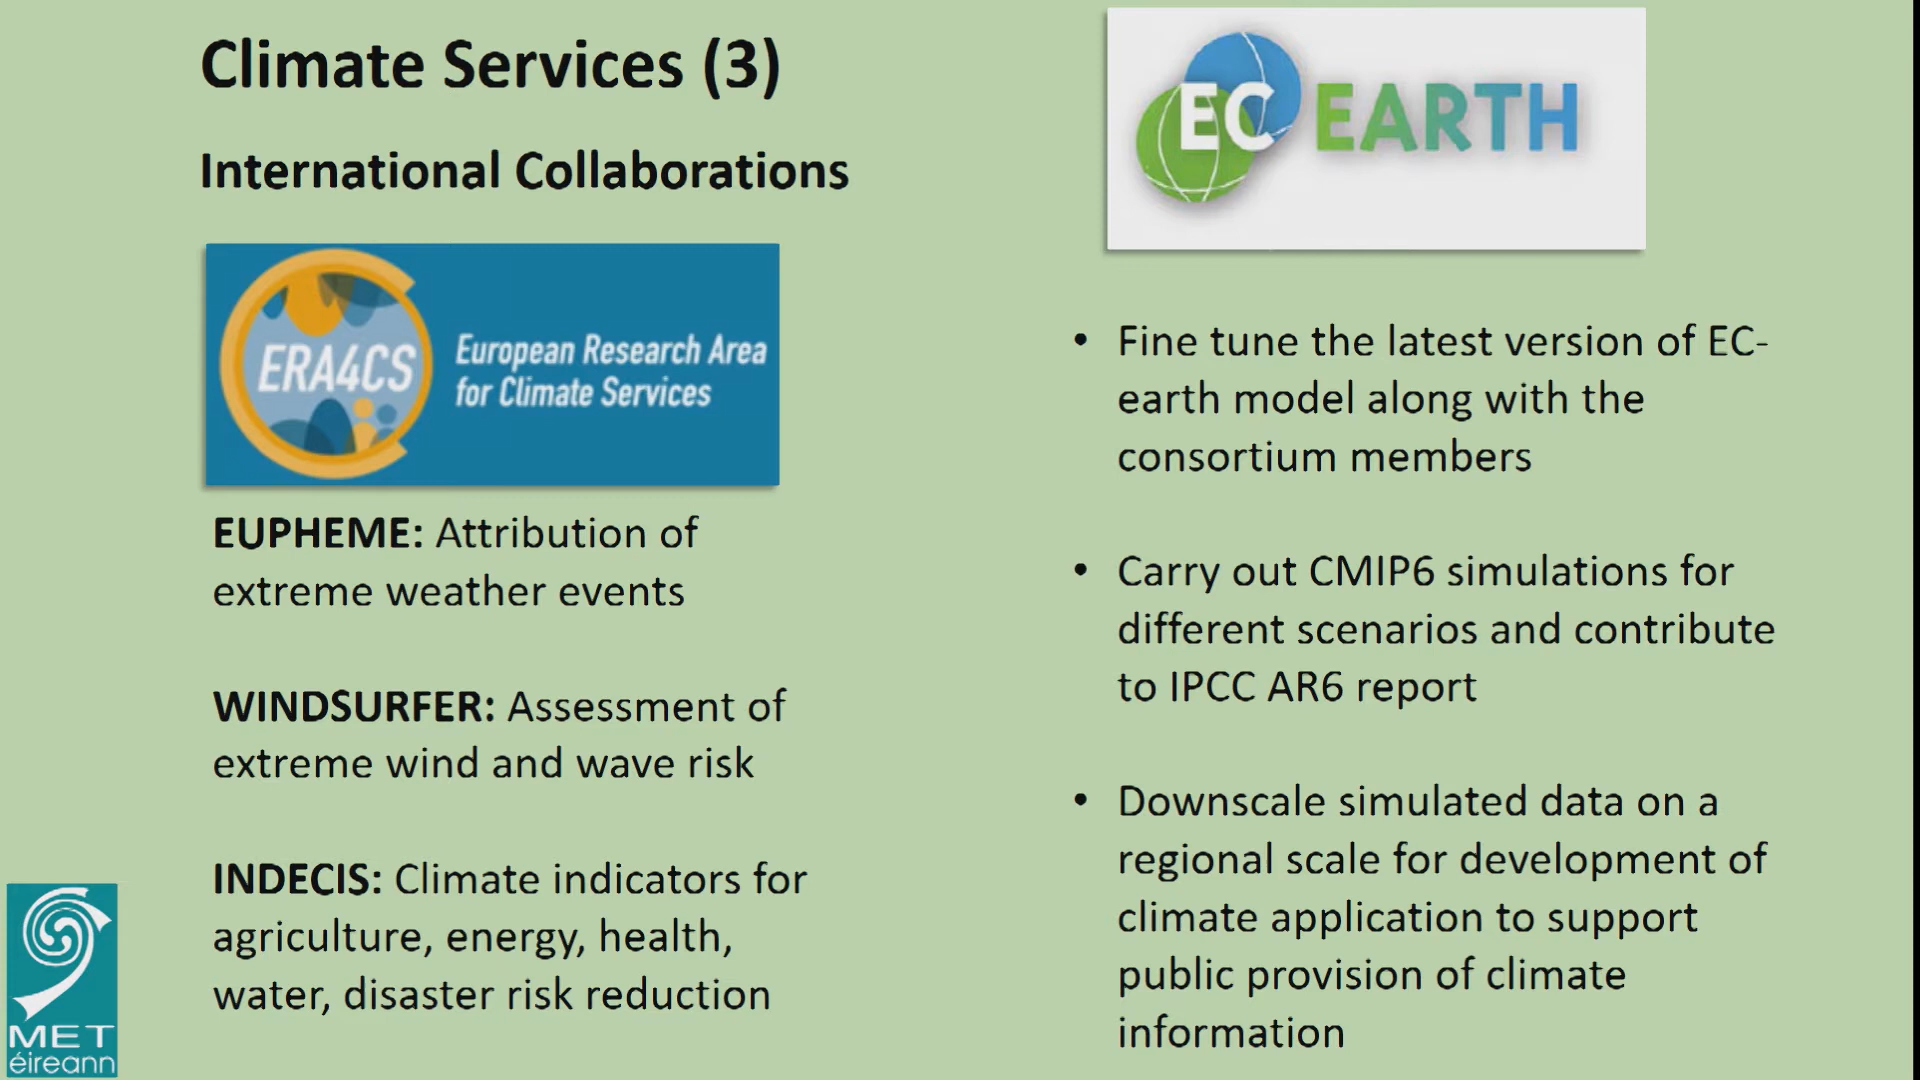 Climate Services (3)
International Collaborations
ERA4CS
European Research Area
for Climate Services
EUPHEME: Attribution of
extreme weather events
WINDSURFER: Assessment of
extreme wind and wave risk
INDECIS: Climate indicators for
agriculture, energy, health,
water, disaster risk reduction
MET
éireann
EC EARTH
• Fine tune the latest version of EC-
earth model along with the
consortium members
• Carry out CMIP6 simulations for
different scenarios and contribute
to IPCC AR6 report
• Downscale simulated data on a
regional scale for development of
climate application to support
public provision of climate
information